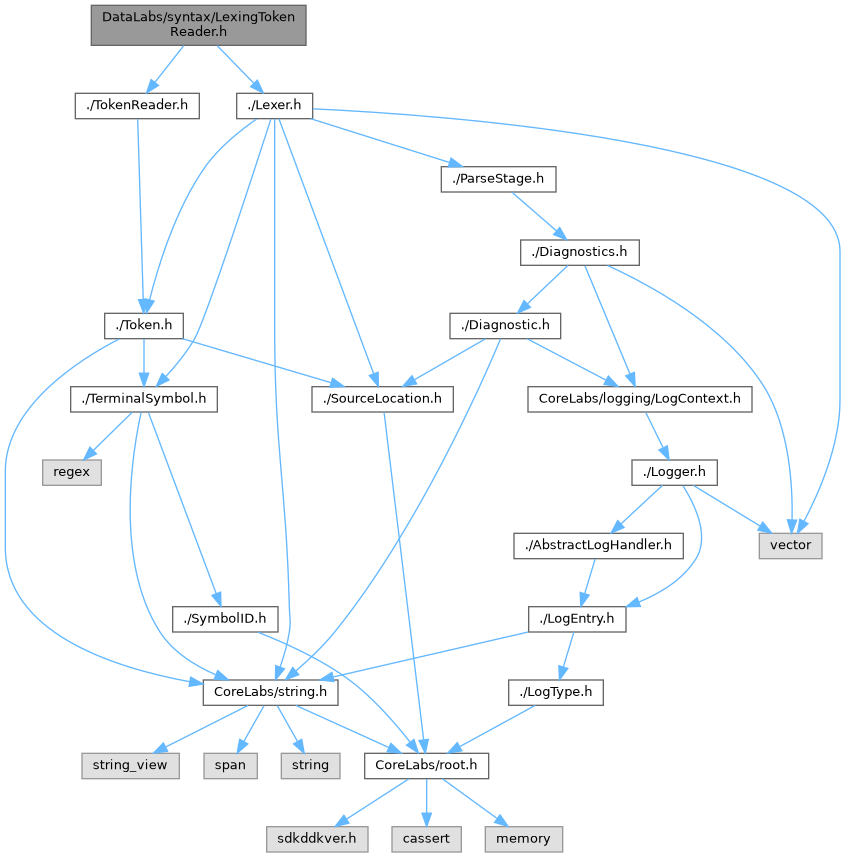 DataLabs/syntax/LexingToken
Reader.h
./TokenReader.h
./Lexer.h
./ParseStage.h
./Diagnostics.h
./Token.h
./Diagnostic.h
./TerminalSymbol.h
./SourceLocation.h
CoreLabs/logging/LogContext.h
regex
./Logger.h
./AbstractLogHandler.h
vector
./SymbolID.h
./LogEntry.h
CoreLabs/string.h
./LogType.h
string_view
span
string
CoreLabs/root.h
sdkddkver.h
cassert
memory